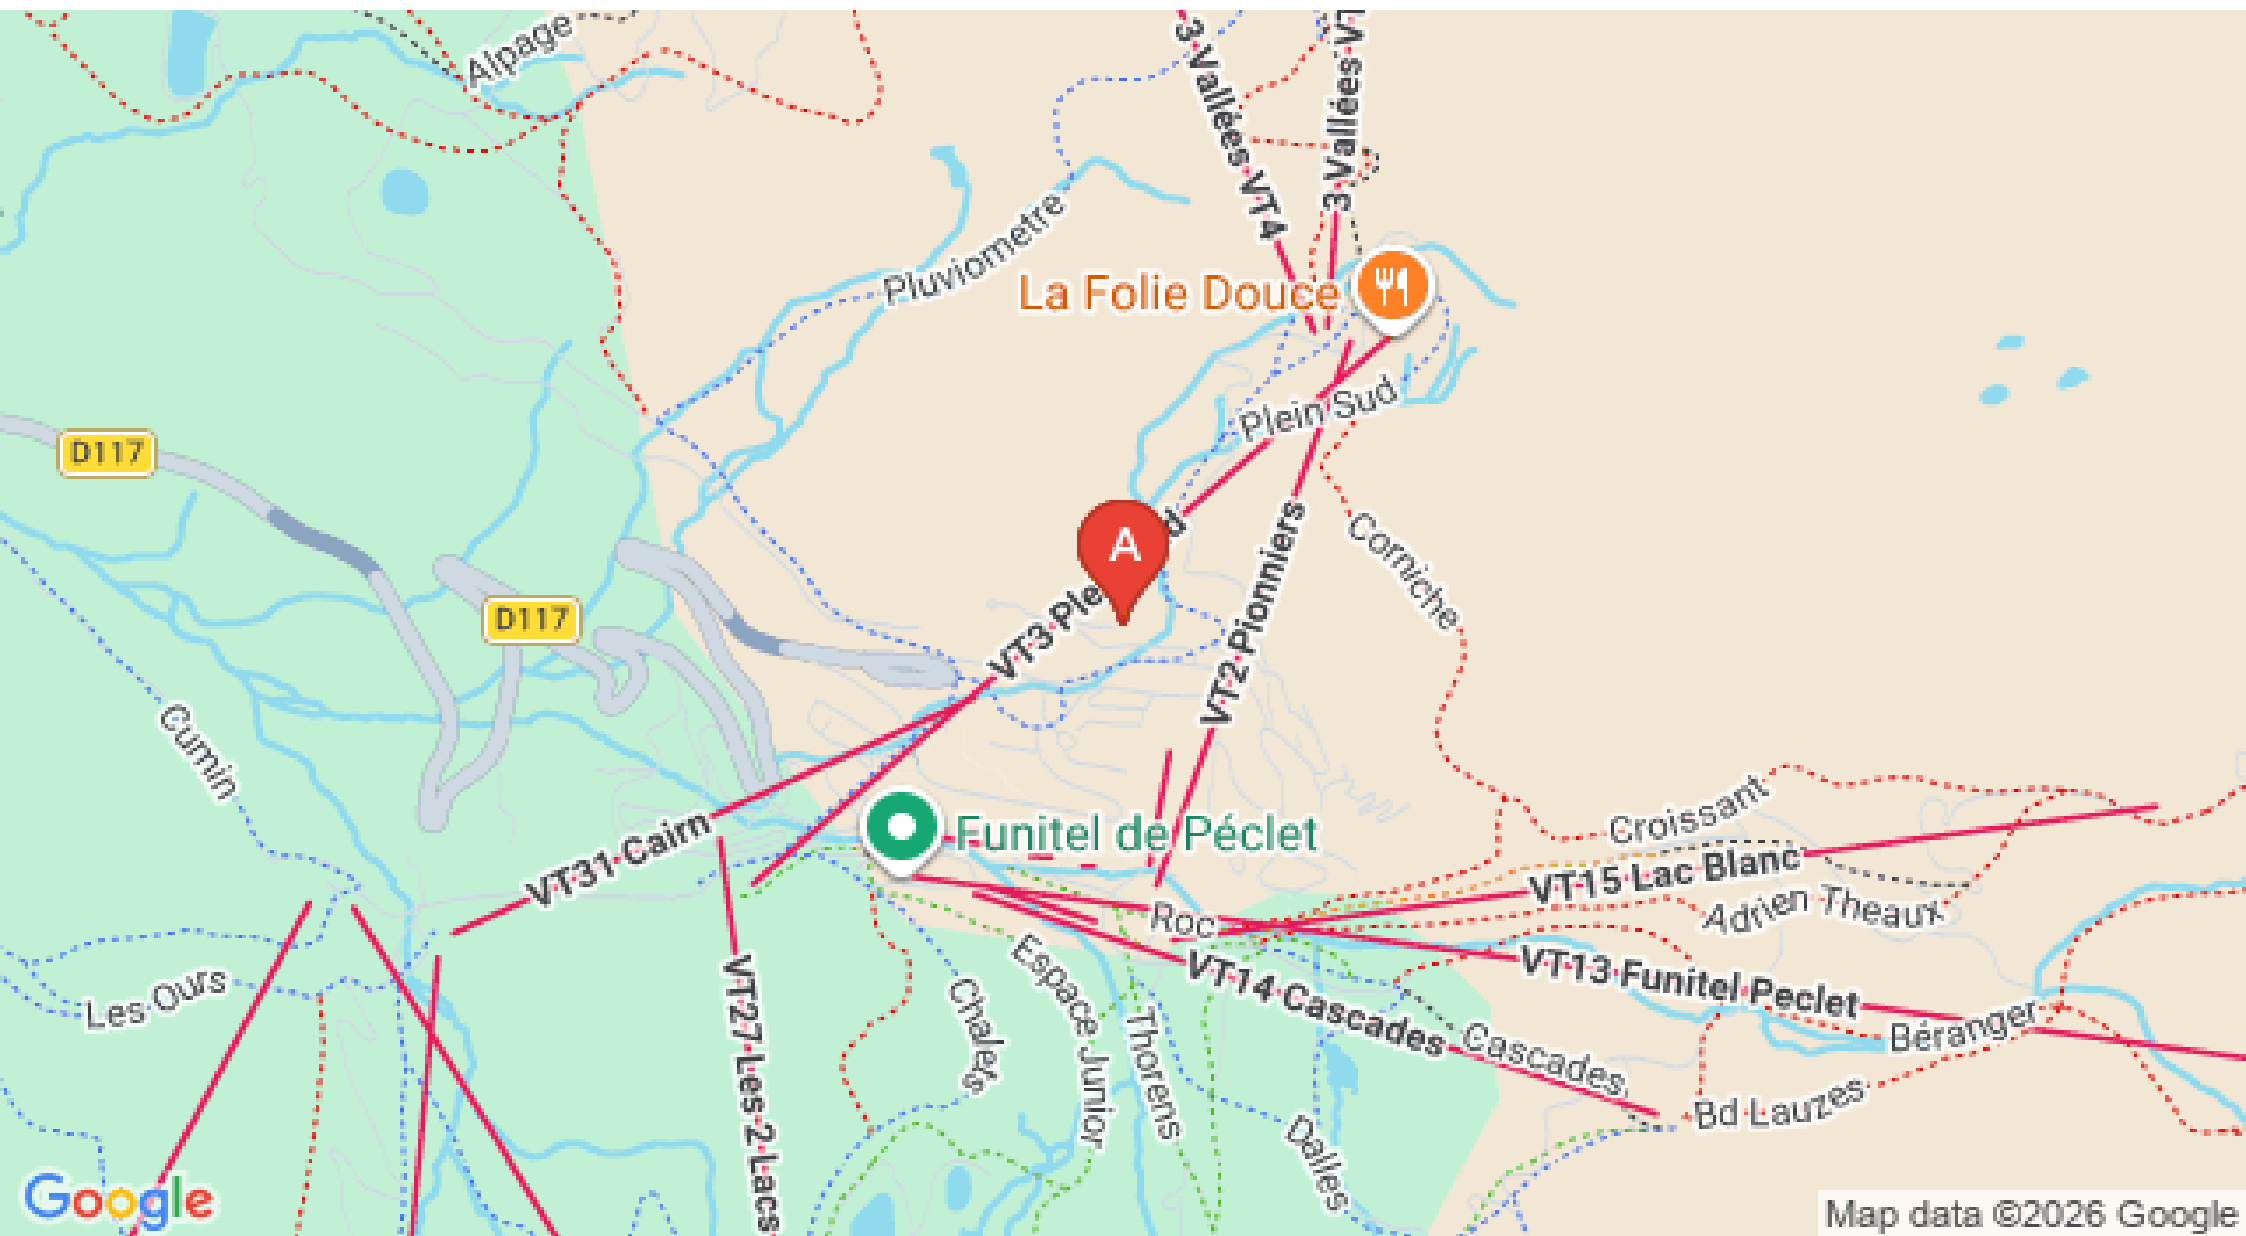 Alpage
3 Vallées VT4
3 Vallées VT
Pluviometre
La Folie Douce
Plein Sud
D117
A
d
Corniche
D117
VT3 Ple
VT2 Pionniers
Cumin
Croissant
Funitel de Péclet
VT31 Cairn
VT15 Lac Blanc
Adrien Theaux
Roc
Les Ours
VT27 Les 2 Lacs
Chalets
Espace Junior
Thorens
VT14 Cascades
VT13 Funitel Peclet
Cascades
Béranger
Bd Lauzes
Dalles
Google
Map data ©2026 Google